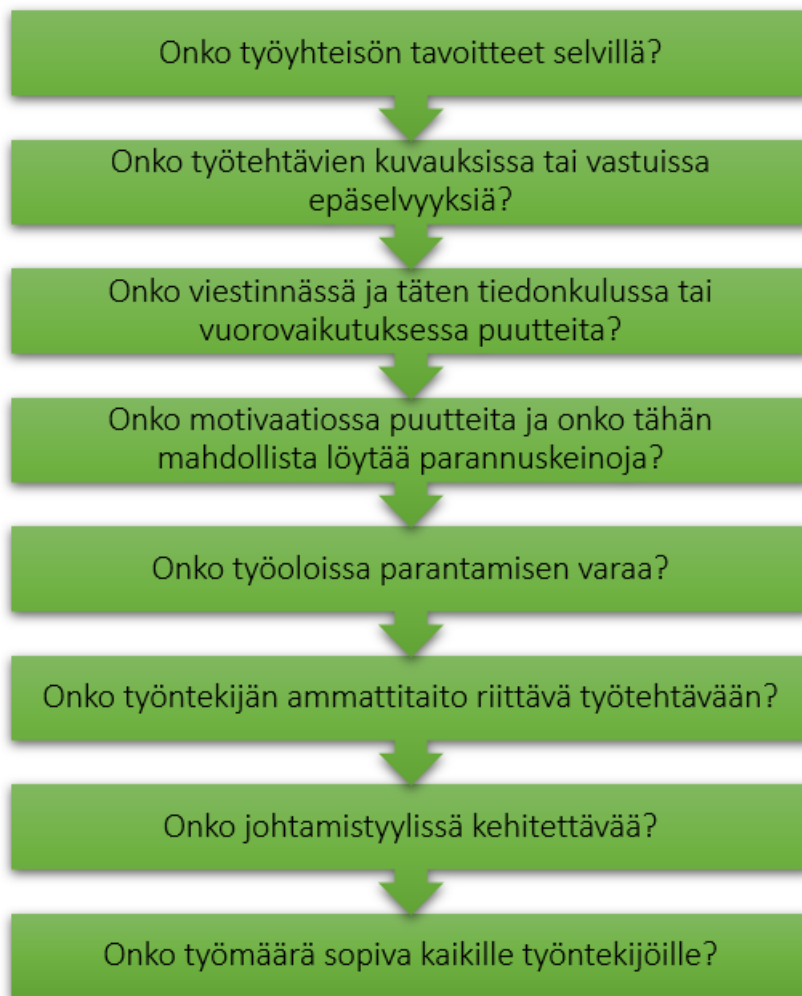 Onko työyhteisön tavoitteet selvillä?
Onko työtehtävien kuvauksissa tai vastuissa
epäselvyyksiä?
Onko viestinnässä ja täten tiedonkulussa tai
vuorovaikutuksessa puutteita?
Onko motivaatiossa puutteita ja onko tähän
mahdollista löytää parannuskeinoja?
Onko työoloissa parantamisen varaa?
Onko työntekijän ammattitaito riittävä työtehtävään?
Onko johtamistyylissä kehitettävää?
Onko työmäärä sopiva kaikille työntekijöille?